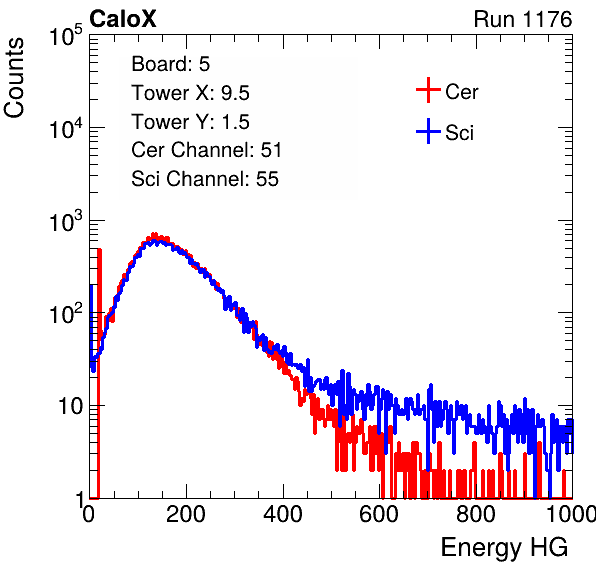 CaloX Run 1176
Counts
10^5
10^4
10^3
10^2
10
1
Board: 5
Tower X: 9.5
Tower Y: 1.5
Cer Channel: 51
Sci Channel: 55
Cer
Sci
0 200 400 600 800 1000
Energy HG